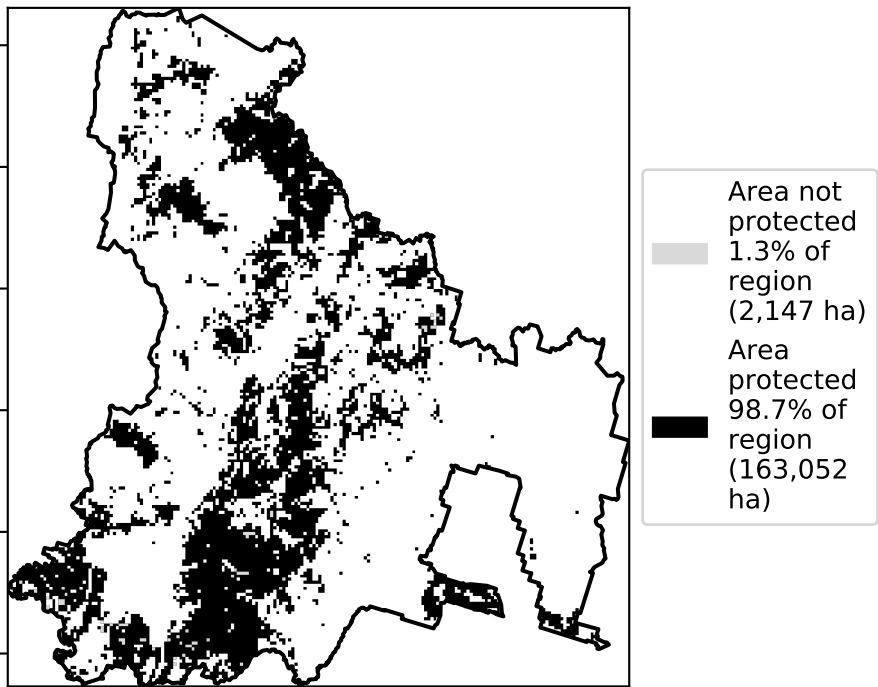 Area not
protected
1.3% of
region
(2,147 ha)
Area
protected
98.7% of
region
(163,052
ha)